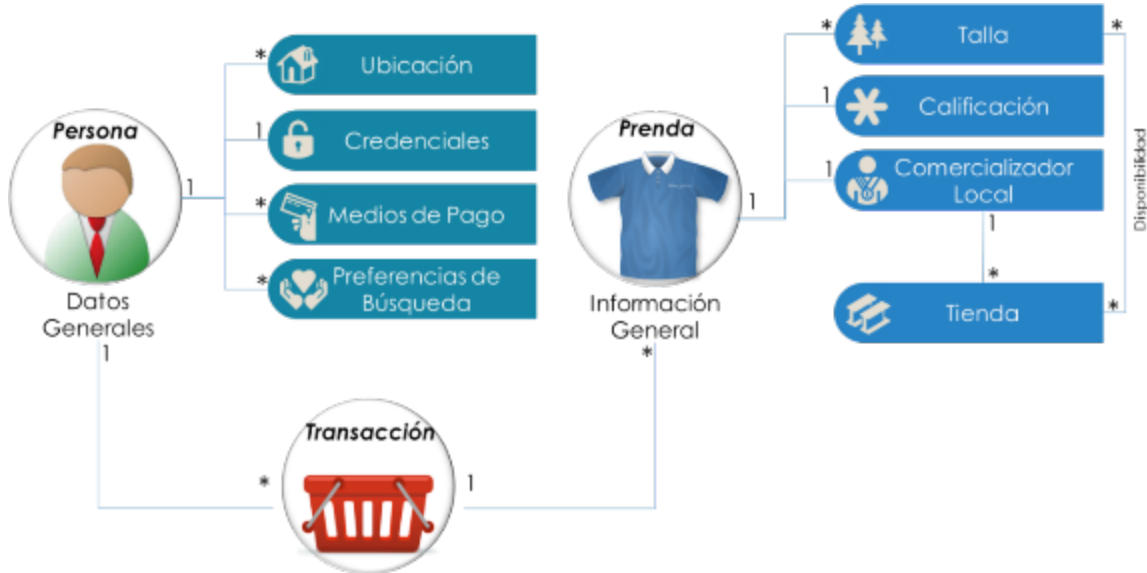 Persona
Datos
Generales
1
1
*
Ubicación
1
Credenciales
*
Medios de Pago
*
Preferencias de
Búsqueda
Prenda
Información
General
1
*
*
Talla
*
1
Calificación
1
Comercializador
Local
1
*
Tienda
*
Disponibilidad
Transacción
*
1